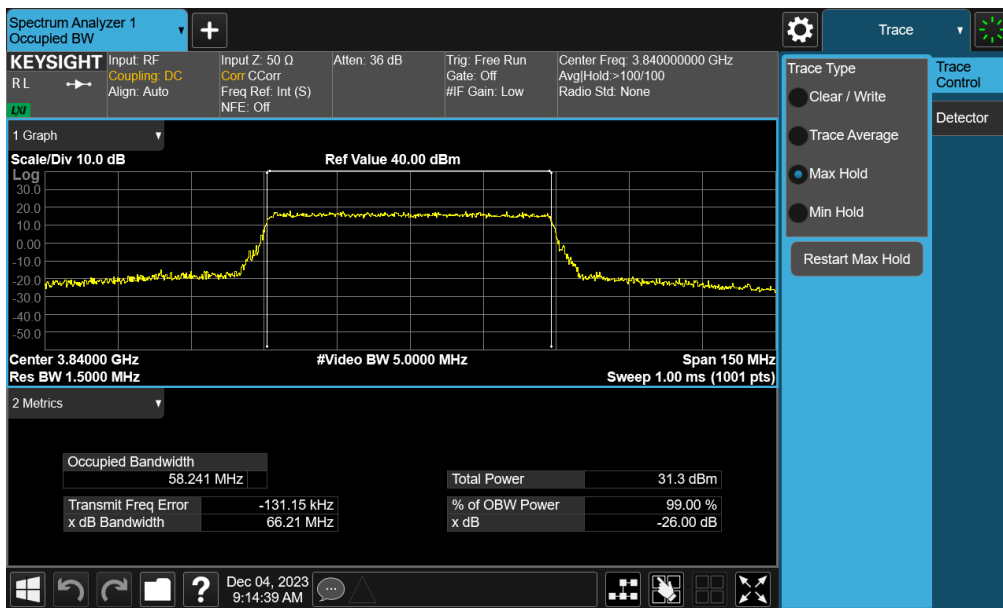 Spectrum Analyzer 1
Occupied BW
Trace
KEYSIGHT
RL
LXI
Input: RF
Coupling: DC
Align: Auto
Input Z: 50 Ω
Corr CCorr
Freq Ref: Int (S)
NFE: Off
Atten: 36 dB
Trig: Free Run
Gate: Off
#IF Gain: Low
Center Freq: 3.840000000 GHz
Avg|Hold:>100/100
Radio Std: None
Trace Type
Clear / Write
Trace Average
Max Hold
Min Hold
Restart Max Hold
Trace
Control
Detector
1 Graph
Scale/Div 10.0 dB
Ref Value 40.00 dBm
Log
30.0
20.0
10.0
0.00
-10.0
-20.0
-30.0
-40.0
-50.0
Center 3.84000 GHz
#Video BW 5.0000 MHz
Span 150 MHz
Res BW 1.5000 MHz
Sweep 1.00 ms (1001 pts)
2 Metrics
Occupied Bandwidth
58.241 MHz
Total Power 31.3 dBm
Transmit Freq Error -131.15 kHz
% of OBW Power 99.00 %
x dB Bandwidth 66.21 MHz
x dB -26.00 dB
?
Dec 04, 2023
9:14:39 AM